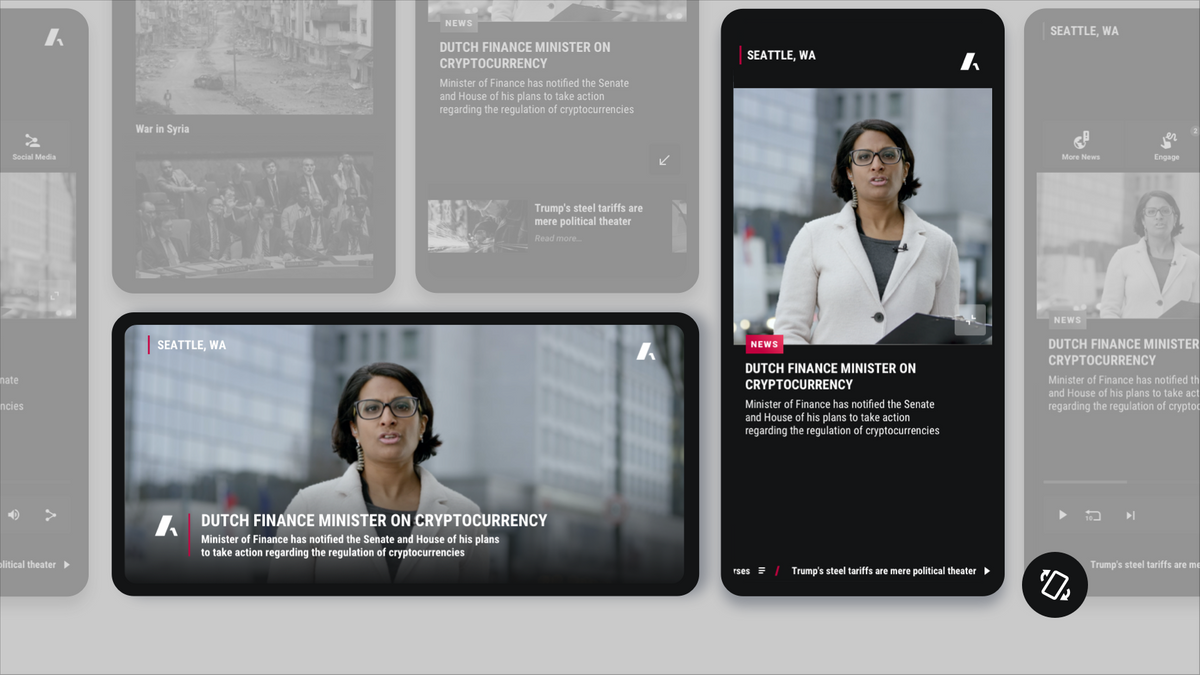 Social Media
nate
ncies
olitical theater
War in Syria
NEWS
DUTCH FINANCE MINISTER ON
CRYPTOCURRENCY
Minister of Finance has notified the Senate
and House of his plans to take action
regarding the regulation of cryptocurrencies
Trump's steel tariffs are
mere political theater
Read more...
SEATTLE, WA
DUTCH FINANCE MINISTER ON CRYPTOCURRENCY
Minister of Finance has notified the Senate and House of his plans
to take action regarding the regulation of cryptocurrencies
SEATTLE, WA
NEWS
DUTCH FINANCE MINISTER ON
CRYPTOCURRENCY
Minister of Finance has notified the Senate
and House of his plans to take action
regarding the regulation of cryptocurrencies
rses / Trump's steel tariffs are mere political theater
SEATTLE, WA
2
More News
Engage
NEWS
DUTCH FINANCE MINISTER
CRYPTOCURRENCY
Minister of Finance has notified th
and House of his plans to take act
regarding the regulation of cryptoc
10
Trump's steel tariffs are me